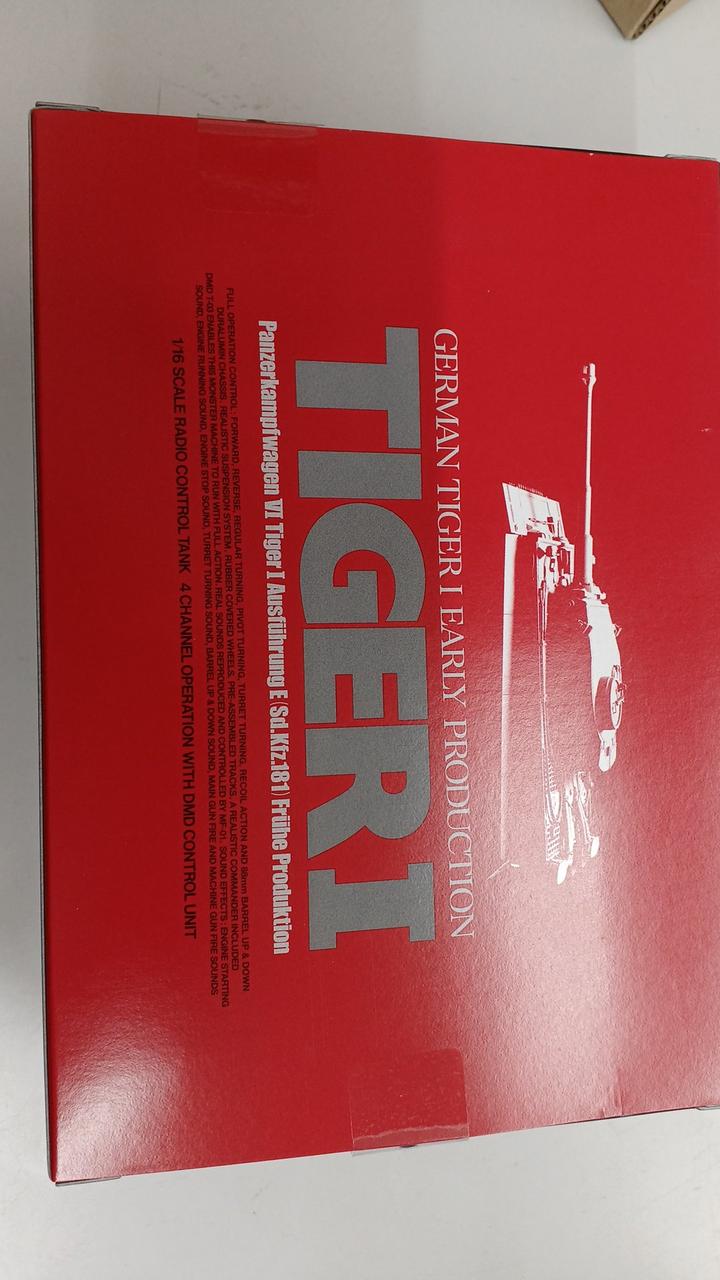 GERMAN TIGER I EARLY PRODUCTION
TIGER I
Panzerkampfwagen VI Tiger I Ausführung E (Sd.Kfz.181) Frühe Produktion
FULL OPERATION CONTROL; FORWARD, REVERSE, REGULAR TURNING, PIVOT TURNING, TURRET TURNING, RECOIL ACTION AND 88mm BARREL UP & DOWN
DURALUMIN CHASSIS. REALISTIC SUSPENSION SYSTEM. RUBBER COVERED WHEELS. PRE-ASSEMBLED TRACKS. A REALISTIC COMMANDER INCLUDED
DMD T-03 ENABLES THIS MONSTER MACHINE TO RUN WITH FULL ACTION. REAL SOUNDS REPRODUCED AND CONTROLLED BY MF-01. SOUND EFFECTS; ENGINE STARTING
SOUND, ENGINE RUNNING SOUND, ENGINE STOP SOUND, TURRET TURNING SOUND, BARREL UP & DOWN SOUND, MAIN GUN FIRE AND MACHINE GUN FIRE SOUNDS
1/16 SCALE RADIO CONTROL TANK 4 CHANNEL OPERATION WITH DMD CONTROL UNIT